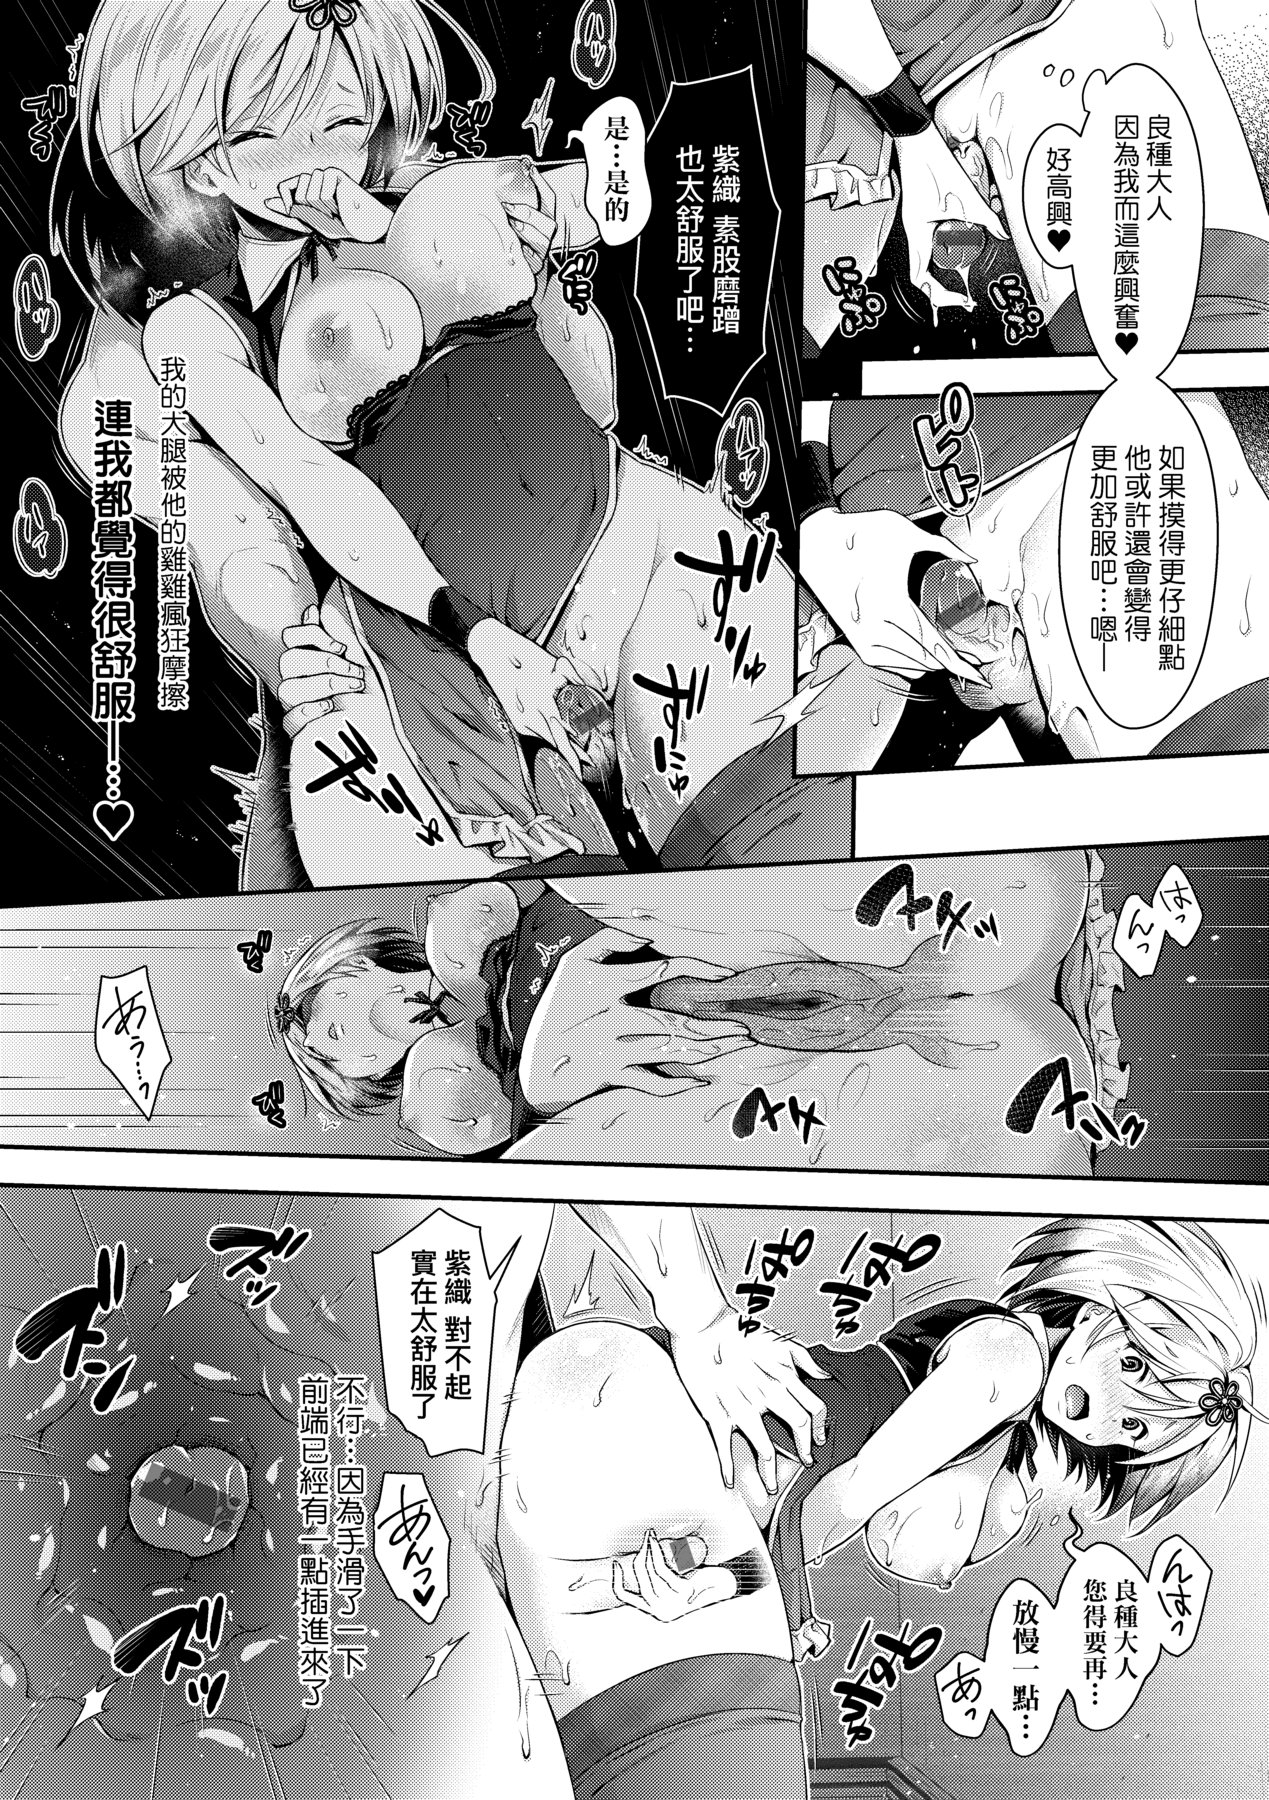 良種大人
因為我而這麼興奮♥
好高興♥
如果摸得更仔細點
他或許還會變得
更加舒服吧…嗯—
紫織 素股磨蹭
也太舒服了吧…
是…是的
我的大腿被他的雞雞瘋狂摩擦
連我都覺得很舒服—…♥
はっ
んっ
あぅ…っ
良種大人
您得要再…
放慢一點…
んはっ
あっ
紫織 對不起
實在太舒服了
あんっ♥
不行…因為手滑了一下
前端已經有一點插進來了